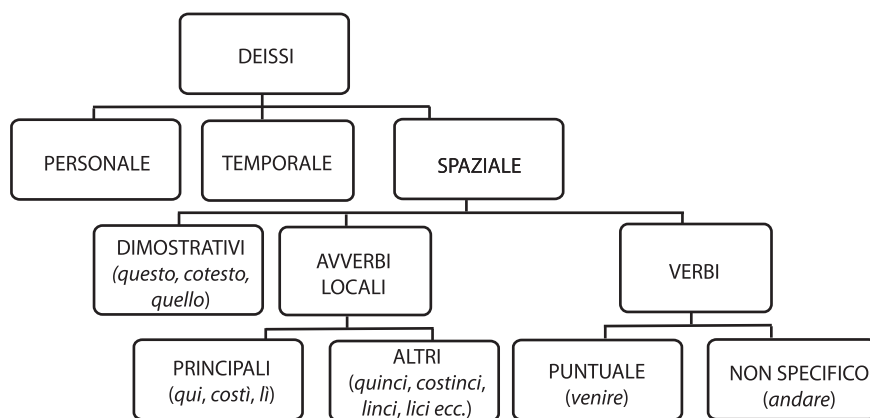 DEISSI
PERSONALE
TEMPORALE
SPAZIALE
DIMOSTRATIVI
(questo, cotesto,
quello)
AVVERBI
LOCALI
VERBI
PRINCIPALI
(qui, costì, lì)
ALTRI
(quinci, costinci,
linci, lici ecc.)
PUNTUALE
(venire)
NON SPECIFICO
(andare)